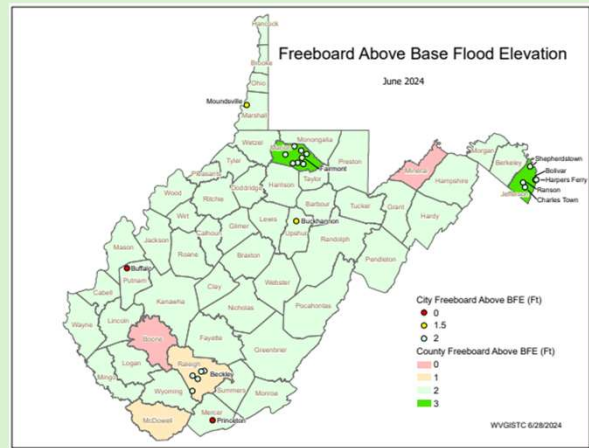 Freeboard Above Base Flood Elevation
June 2024
Hancock
Brooke
Ohio
Moundsville
Marshall
Wetzel
Monongalia
Marion
Fairmont
Preston
Tyler
Pleasants
Doddridge
Harrison
Taylor
Morgan
Berkeley
Shepherdstown
Bolivar
Harpers Ferry
Ranson
Charles Town
Jefferson
Mineral
Hampshire
Wood
Ritchie
Barbour
Tucker
Grant
Hardy
Wirt
Calhoun
Gilmer
Lewis
Buckhannon
Upshur
Randolph
Mason
Jackson
Roane
Braxton
Pendleton
Buffalo
Putnam
Clay
Webster
Cabell
Kanawha
Nicholas
Pocahontas
Wayne
Lincoln
Boone
Fayette
Greenbrier
Logan
Raleigh
Beckley
Mingo
Wyoming
Summers
Monroe
McDowell
Mercer
Princeton
City Freeboard Above BFE (Ft)
0
1.5
2
County Freeboard Above BFE (Ft)
0
1
2
3
WVGISTC 6/28/2024